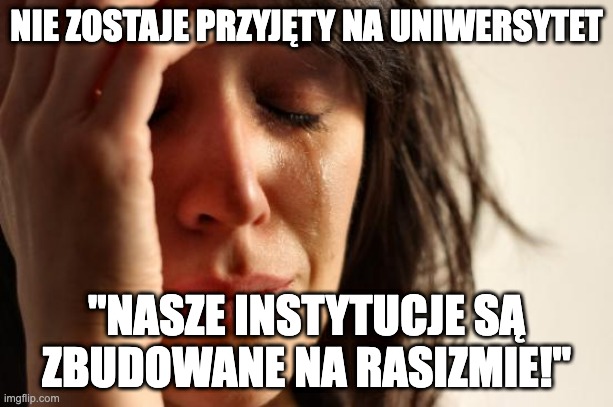 NIE ZOSTAJE PRZYJĘTY NA UNIWERSYTET
"NASZE INSTYTUCJE SĄ
ZBUDOWANE NA RASIZMIE!"
imgflip.com